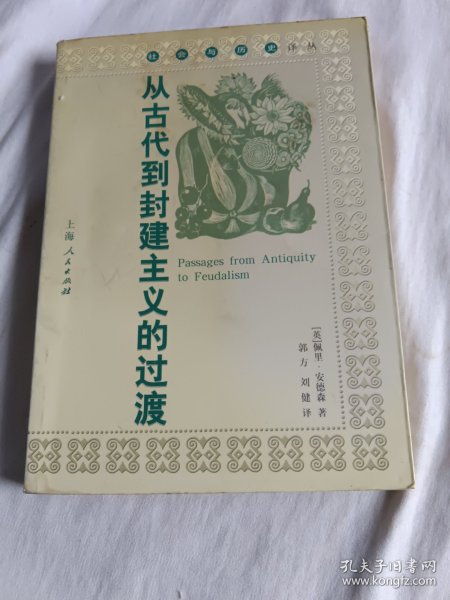 社会与历史译丛
从古代到封建主义的过渡
Passages from Antiquity
to Feudalism
[英]佩里·安德森 著
郭方 刘健 译
上海人民出版社
孔夫子旧书网
www.kongfz.com